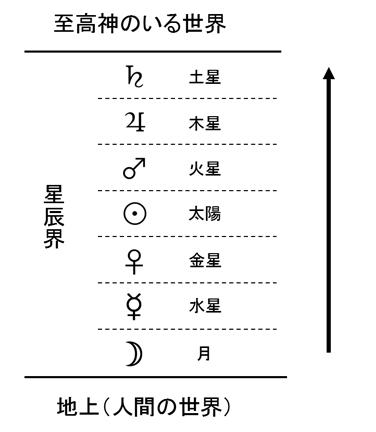 至高神のいる世界
♄ 土星
♃ 木星
♂ 火星
☉ 太陽
♀ 金星
☿ 水星
☽ 月
星辰界
地上（人間の世界）